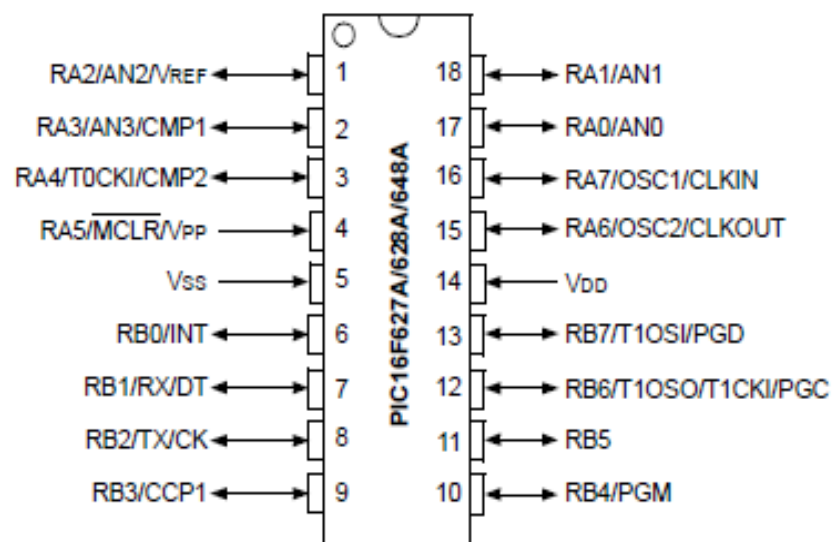 RA2/AN2/VREF 1 18 RA1/AN1
RA3/AN3/CMP1 2 17 RA0/AN0
RA4/T0CKI/CMP2 3 16 RA7/OSC1/CLKIN
RA5/MCLR/VPP 4 15 RA6/OSC2/CLKOUT
VSS 5 14 VDD
RB0/INT 6 13 RB7/T1OSI/PGD
RB1/RX/DT 7 12 RB6/T1OSO/T1CKI/PGC
RB2/TX/CK 8 11 RB5
RB3/CCP1 9 10 RB4/PGM
PIC16F627A/628A/648A